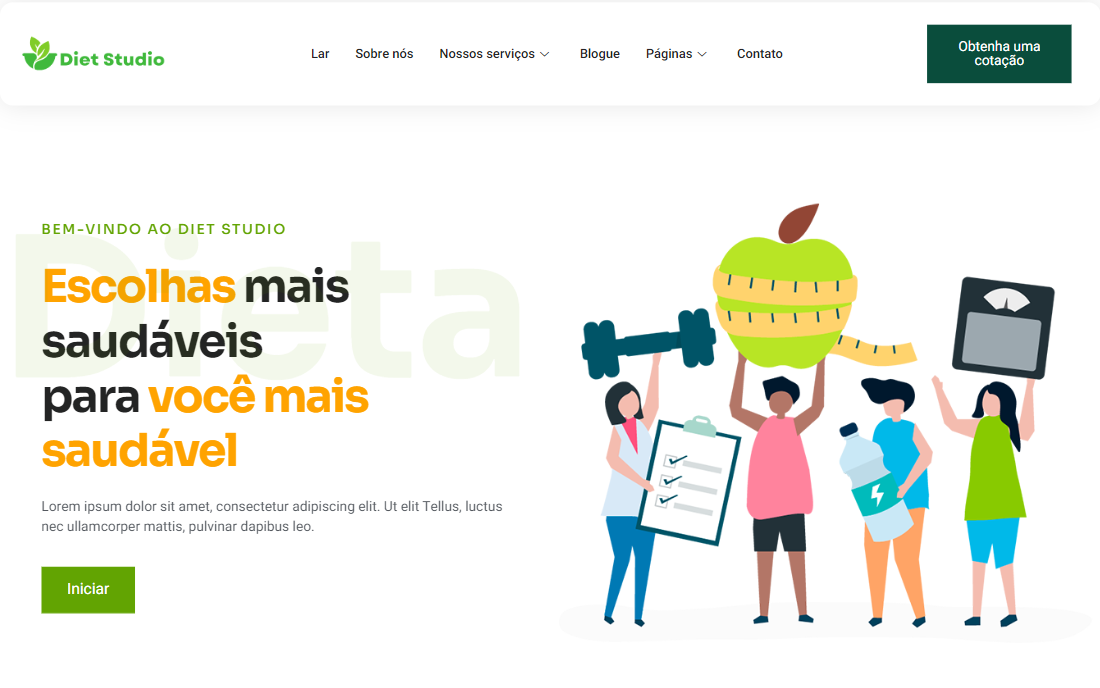 Diet Studio
Lar
Sobre nós
Nossos serviços
Blogue
Páginas
Contato
Obtenha uma
cotação
BEM-VINDO AO DIET STUDIO
Dieta
Escolhas mais
saudáveis
para você mais
saudável
Lorem ipsum dolor sit amet, consectetur adipiscing elit. Ut elit Tellus, luctus
nec ullamcorper mattis, pulvinar dapibus leo.
Iniciar